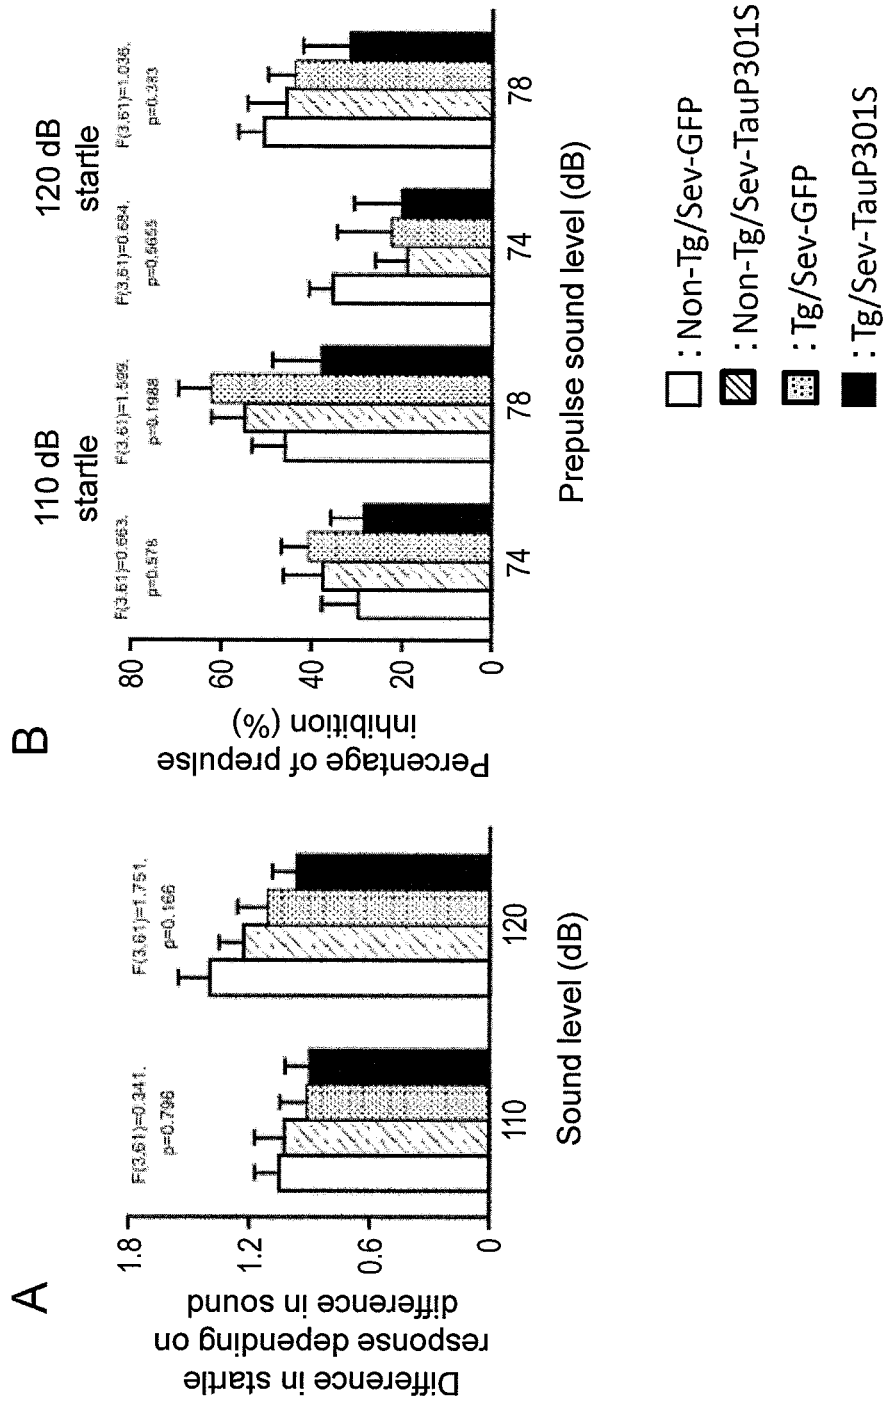 A
Difference in startle
response depending on
difference in sound
1.8
1.2
0.6
0
F(3.61)=0.341.
p=0.796
F(3.61)=1.751.
p=0.166
110
120
Sound level (dB)
B
Percentage of prepulse
inhibition (%)
80
60
40
20
0
110 dB
startle
120 dB
startle
F(3.61)=0.663.
p=0.578
F(3.61)=1.599.
p=0.1988
F(3.61)=0.684.
p=0.5655
F(3.61)=1.036.
p=0.383
74
78
74
78
Prepulse sound level (dB)
: Non-Tg/Sev-GFP
: Non-Tg/Sev-TauP301S
: Tg/Sev-GFP
: Tg/Sev-TauP301S